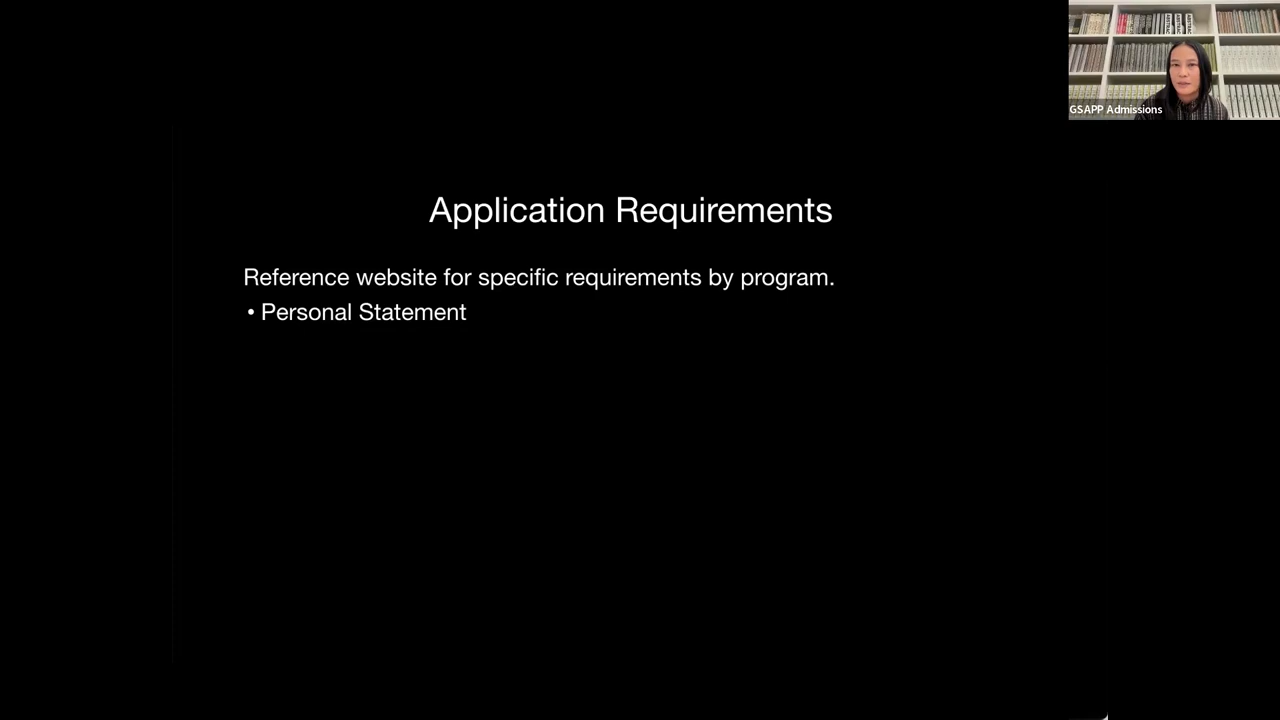 GSAPP Admissions
Application Requirements
Reference website for specific requirements by program.
• Personal Statement